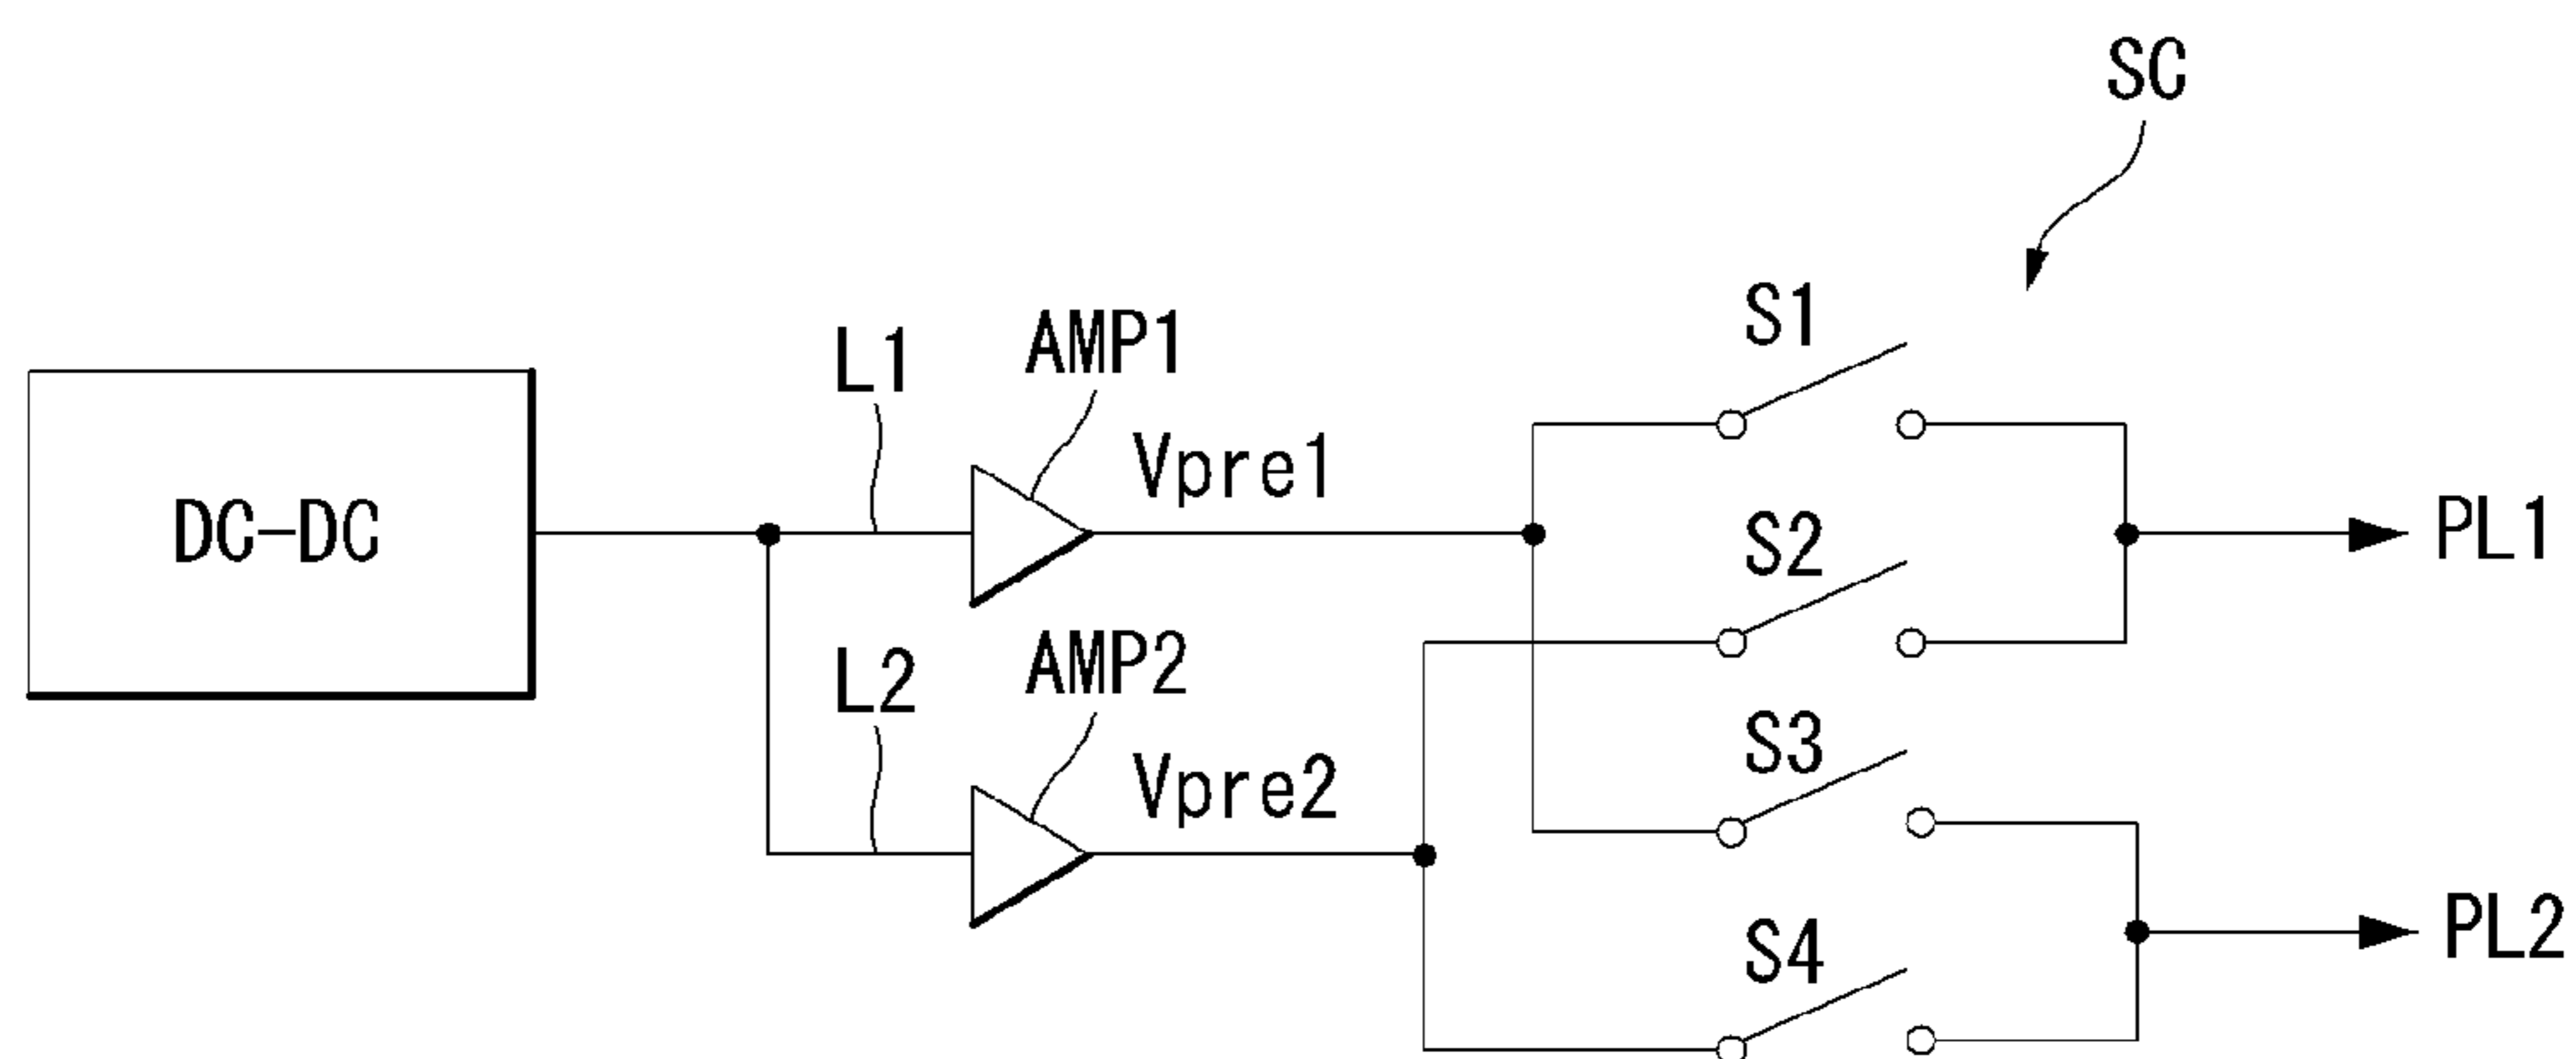 SC
S1
AMP1
L1
Vpre1
DC-DC
PL1
S2
AMP2
L2
S3
Vpre2
PL2
S4